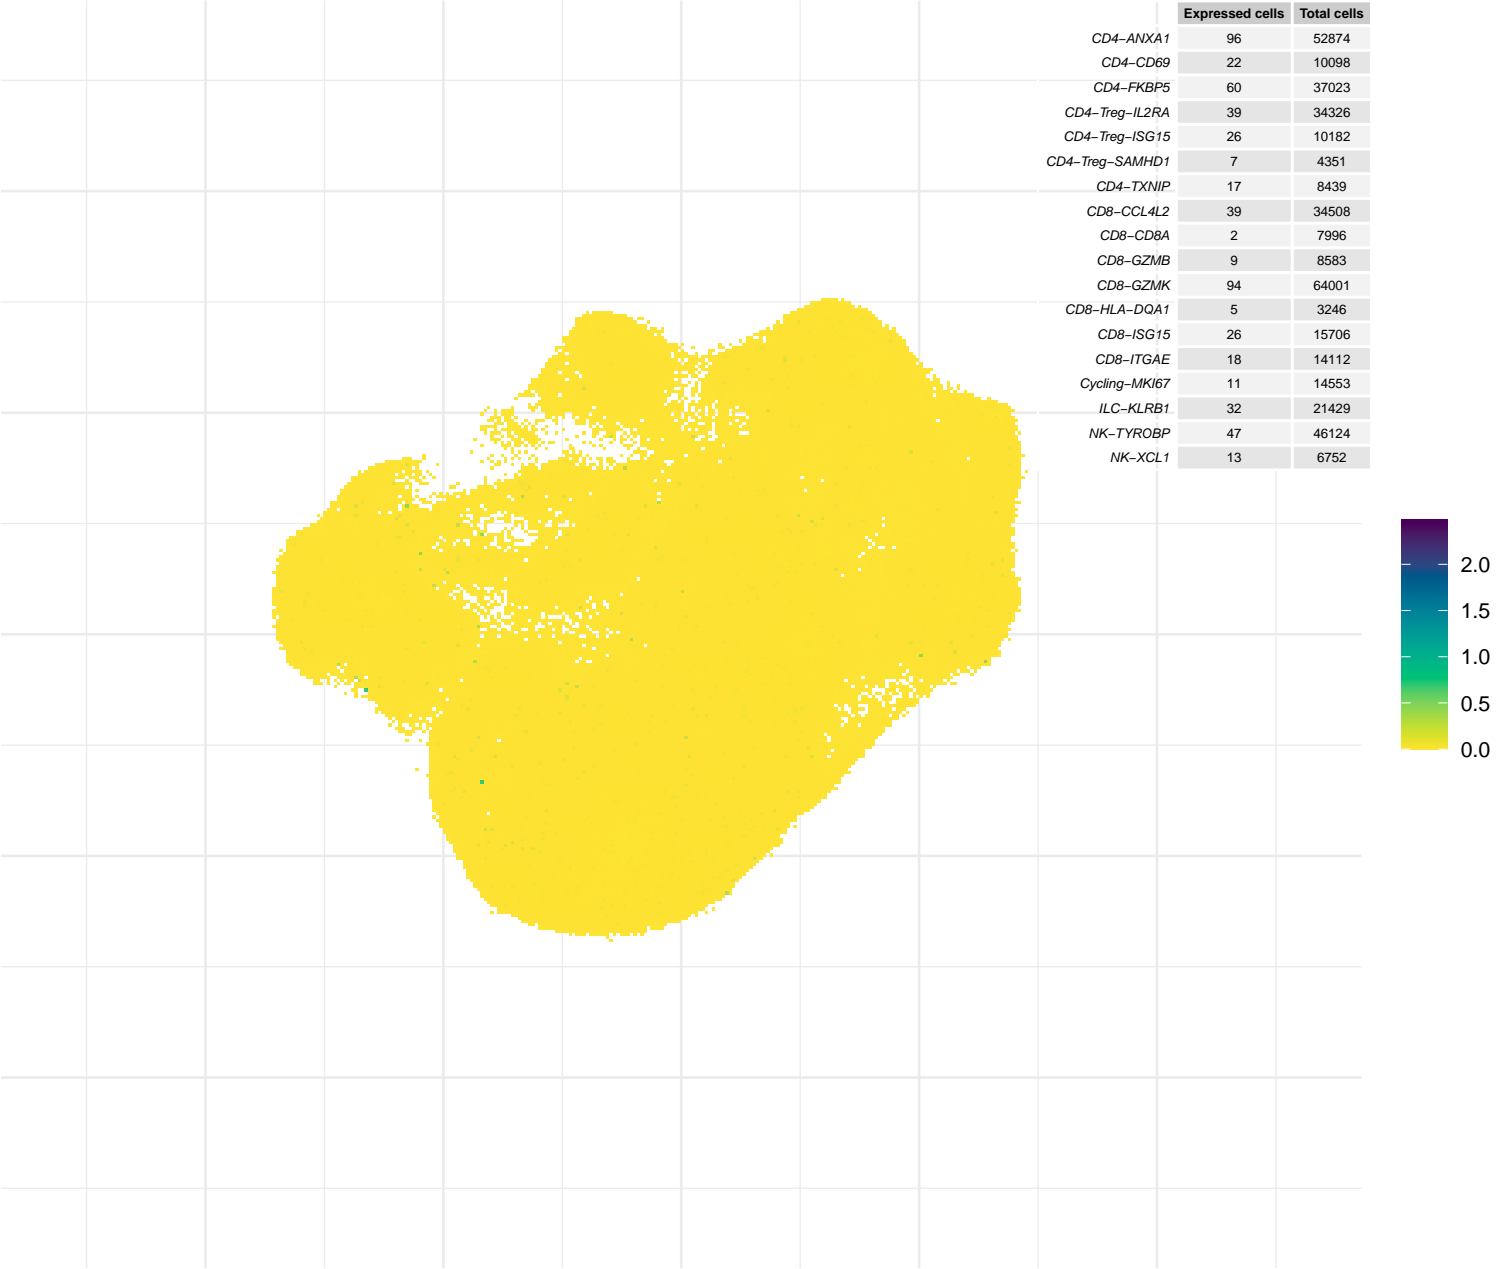 Expressed cells Total cells
CD4−ANXA1 96 52874
CD4−CD69 22 10098
CD4−FKBP5 60 37023
CD4−Treg−IL2RA 39 34326
CD4−Treg−ISG15 26 10182
CD4−Treg−SAMHD1 7 4351
CD4−TXNIP 17 8439
CD8−CCL4L2 39 34508
CD8−CD8A 2 7996
CD8−GZMB 9 8583
CD8−GZMK 94 64001
CD8−HLA−DQA1 5 3246
CD8−ISG15 26 15706
CD8−ITGAE 18 14112
Cycling−MKI67 11 14553
ILC−KLRB1 32 21429
NK−TYROBP 47 46124
NK−XCL1 13 6752
2.0
1.5
1.0
0.5
0.0